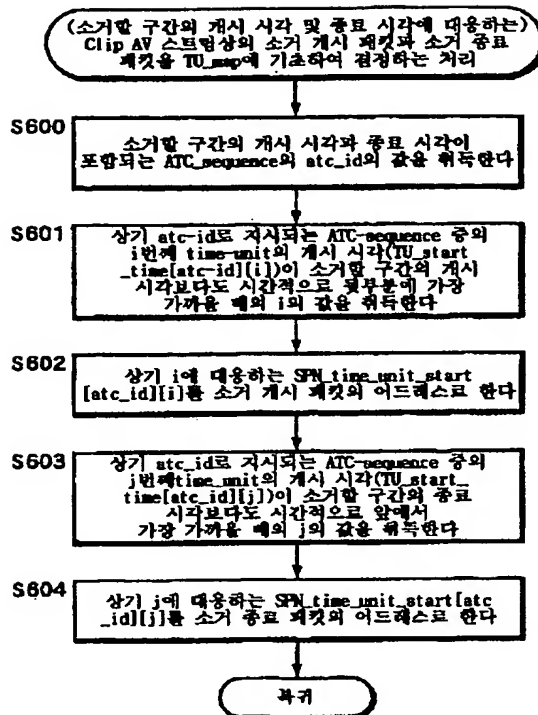 (소거할 구간의 개시 시각 및 종료 시각에 대응하는)
Clip AV 스트림상의 소거 개시 패킷과 소거 종료
패킷을 TU_map에 기초하여 결정하는 처리
S600
소거할 구간의 개시 시각과 종료 시각이
포함되는 ATC_sequence의 atc_id의 값을 취득한다
S601
상기 atc-id로 지시되는 ATC-sequence 중의
i번째 time-unit의 개시 시각(TU_start
_time[atc-id][i])이 소거할 구간의 개시
시각보다도 시간적으로 뒷부분에 가장
가까울 때의 i의 값을 취득한다
S602
상기 i에 대응하는 SPN_time_unit_start
[atc_id][i]를 소거 개시 패킷의 어드레스로 한다
S603
상기 atc_id로 지시되는 ATC-sequence 중의
j번째time_unit의 개시 시각(TU_start_
time[atc_id][j])이 소거할 구간의 종료
시각보다도 시간적으로 앞에서
가장 가까울 때의 j의 값을 취득한다
S604
상기 j에 대응하는 SPN_time_unit_start[atc
_id][j]를 소거 종료 패킷의 어드레스로 한다
복귀